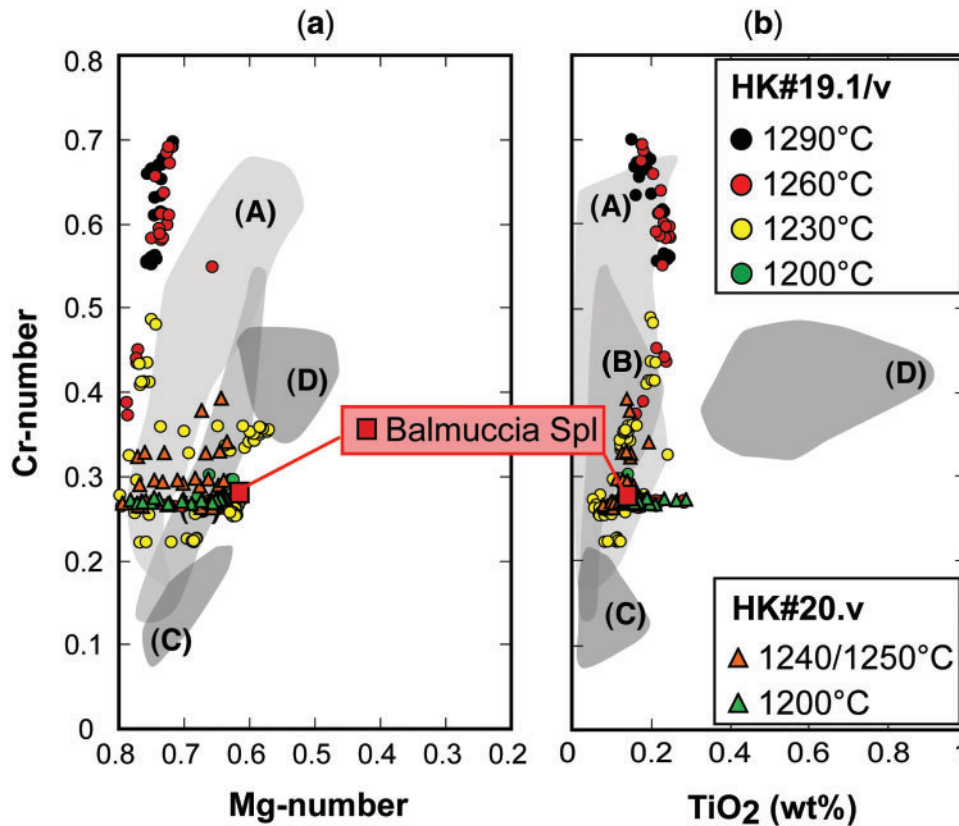 (a)
(b)
0.8
0.7
0.6
0.5
0.4
0.3
0.2
0.1
0
Cr-number
(A)
(D)
(C)
0.8 0.7 0.6 0.5 0.4 0.3 0.2
Mg-number
Balmuccia Spl
HK#19.1/v
1290°C
1260°C
1230°C
1200°C
(A)
(B)
(D)
(C)
HK#20.v
1240/1250°C
1200°C
0 0.2 0.4 0.6 0.8 1
TiO₂ (wt%)